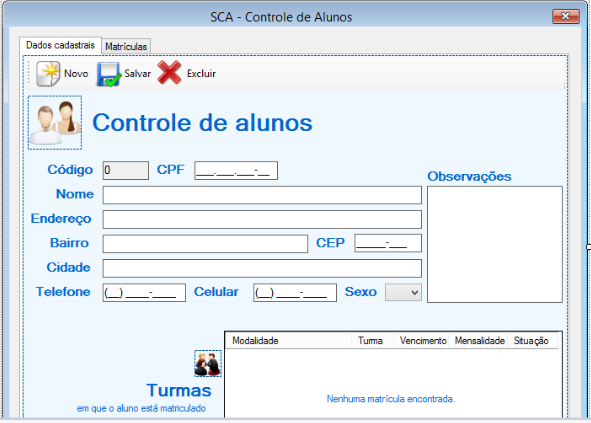 SCA - Controle de Alunos
Dados cadastrais Matrículas
Novo Salvar Excluir
Controle de alunos
Código 0 CPF ___.___.___-__
Observações
Nome
Endereço
Bairro CEP _____-___
Cidade
Telefone (__) ____-____ Celular (__) ____-____ Sexo
Modalidade Turma Vencimento Mensalidade Situação
Turmas
em que o aluno está matriculado
Nenhuma matrícula encontrada.